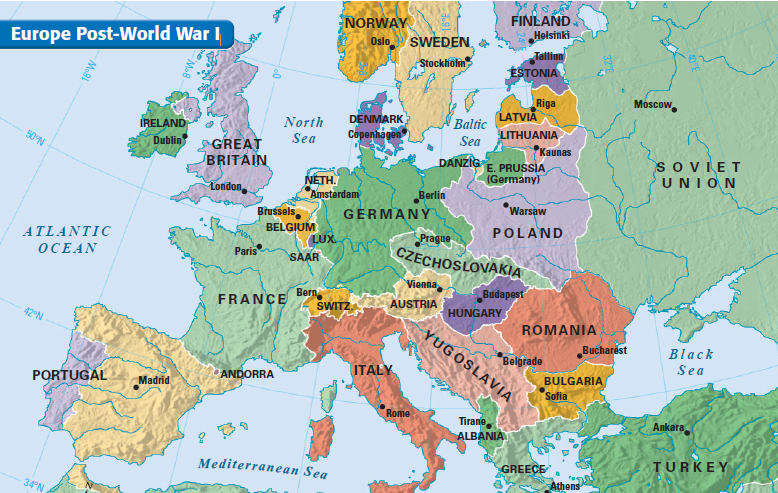 Europe Post-World War I
NORWAY
Oslo
SWEDEN
Stockholm
FINLAND
Helsinki
Tallinn
ESTONIA
16°W
8°W
0°
Riga
LATVIA
LITHUANIA
Kaunas
Moscow
IRELAND
Dublin
GREAT
BRITAIN
London
North
Sea
DENMARK
Copenhagen
Baltic
Sea
DANZIG
E. PRUSSIA
(Germany)
SOVIET
UNION
50°N
NETH.
Amsterdam
Berlin
GERMANY
Warsaw
POLAND
Brussels
BELGIUM
LUX.
SAAR
Prague
CZECHOSLOVAKIA
ATLANTIC
OCEAN
Paris
FRANCE
Bern
SWITZ.
Vienna
AUSTRIA
Budapest
HUNGARY
ROMANIA
Bucharest
42°N
YUGOSLAVIA
Belgrade
Black
Sea
PORTUGAL
Madrid
ANDORRA
ITALY
Rome
BULGARIA
Sofia
Tirane
ALBANIA
Ankara
TURKEY
GREECE
Athens
Mediterranean Sea
34°N